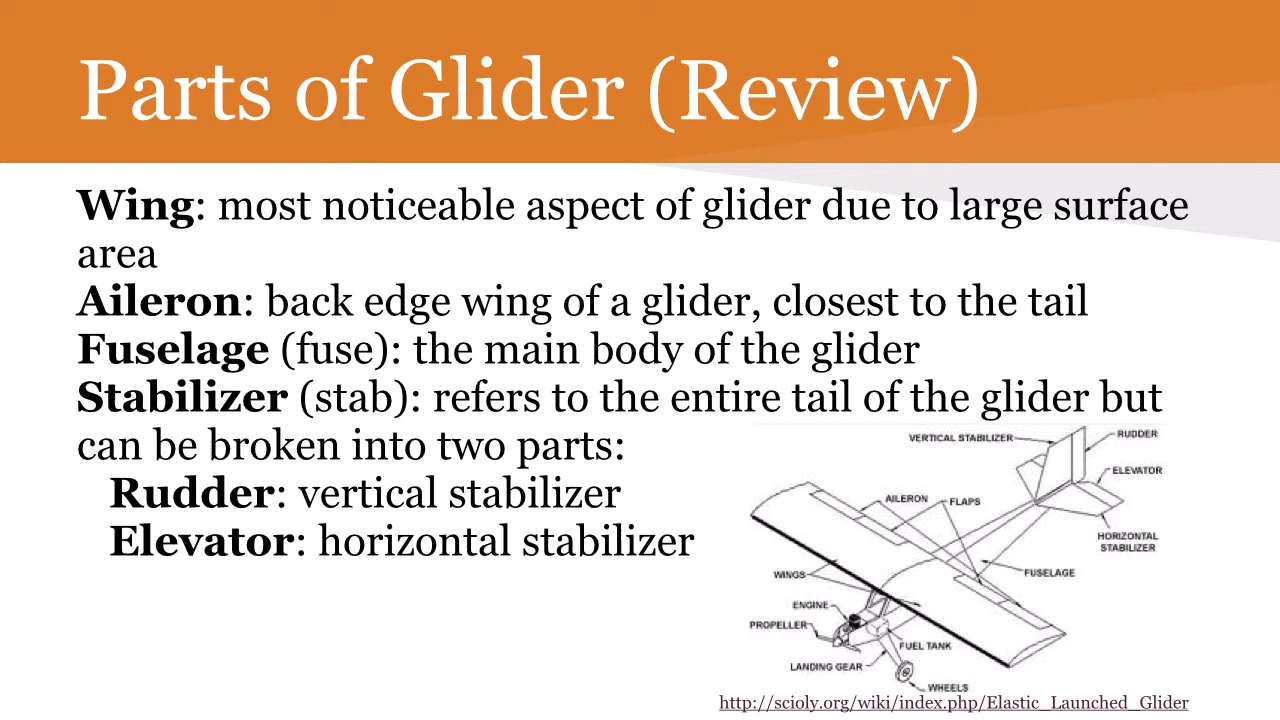 Parts of Glider (Review)
Wing: most noticeable aspect of glider due to large surface
area
Aileron: back edge wing of a glider, closest to the tail
Fuselage (fuse): the main body of the glider
Stabilizer (stab): refers to the entire tail of the glider but
can be broken into two parts:
Rudder: vertical stabilizer
Elevator: horizontal stabilizer
VERTICAL STABILIZER
RUDDER
ELEVATOR
AILERON
FLAPS
HORIZONTAL
STABILIZER
WINGS
FUSELAGE
ENGINE
PROPELLER
FUEL TANK
LANDING GEAR
WHEELS
http://scioly.org/wiki/index.php/Elastic_Launched_Glider